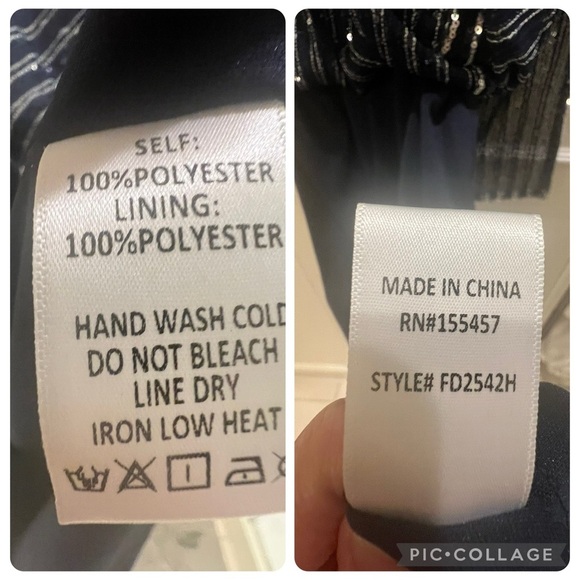 SELF:
100%POLYESTER
LINING:
100%POLYESTER
HAND WASH COLD
DO NOT BLEACH
LINE DRY
IRON LOW HEAT
MADE IN CHINA
RN#155457
STYLE# FD2542H
PIC•COLLAGE